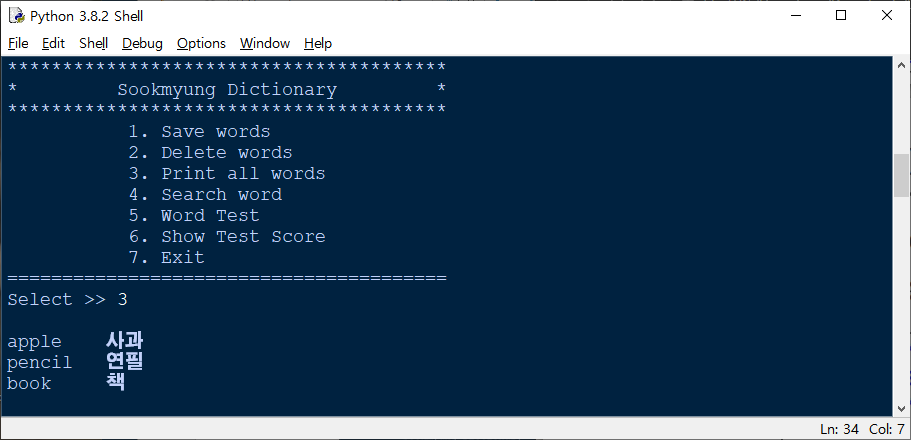 Python 3.8.2 Shell
File Edit Shell Debug Options Window Help
****************************************
* Sookmyung Dictionary *
****************************************
1. Save words
2. Delete words
3. Print all words
4. Search word
5. Word Test
6. Show Test Score
7. Exit
========================================
Select >> 3
apple 사과
pencil 연필
book 책
Ln: 34 Col: 7